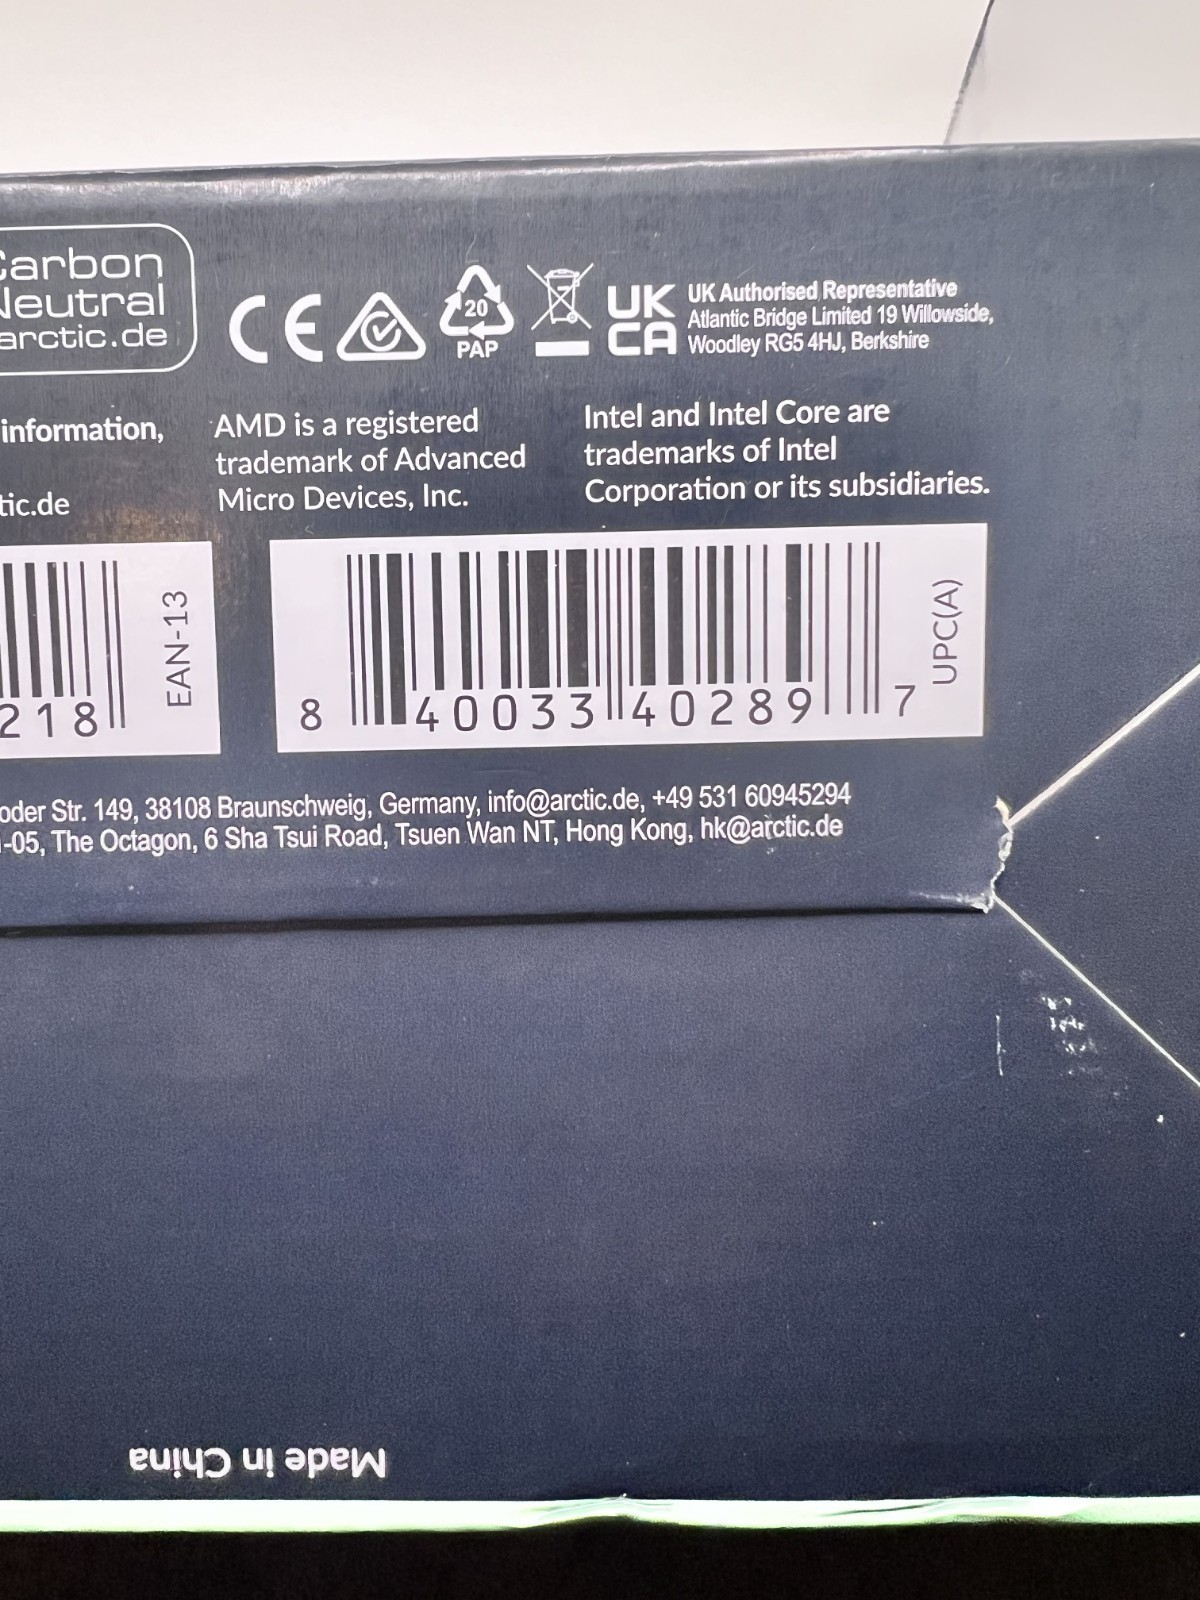 Carbon
Neutral
arctic.de
CE
20
PAP
UK
CA
UK Authorised Representative
Atlantic Bridge Limited 19 Willowside,
Woodley RG5 4HJ, Berkshire
information,
tic.de
AMD is a registered
trademark of Advanced
Micro Devices, Inc.
Intel and Intel Core are
trademarks of Intel
Corporation or its subsidiaries.
218
EAN-13
8 40033 40289 7
UPC(A)
oder Str. 149, 38108 Braunschweig, Germany, info@arctic.de, +49 531 60945294
-05, The Octagon, 6 Sha Tsui Road, Tsuen Wan NT, Hong Kong, hk@arctic.de
Made in China